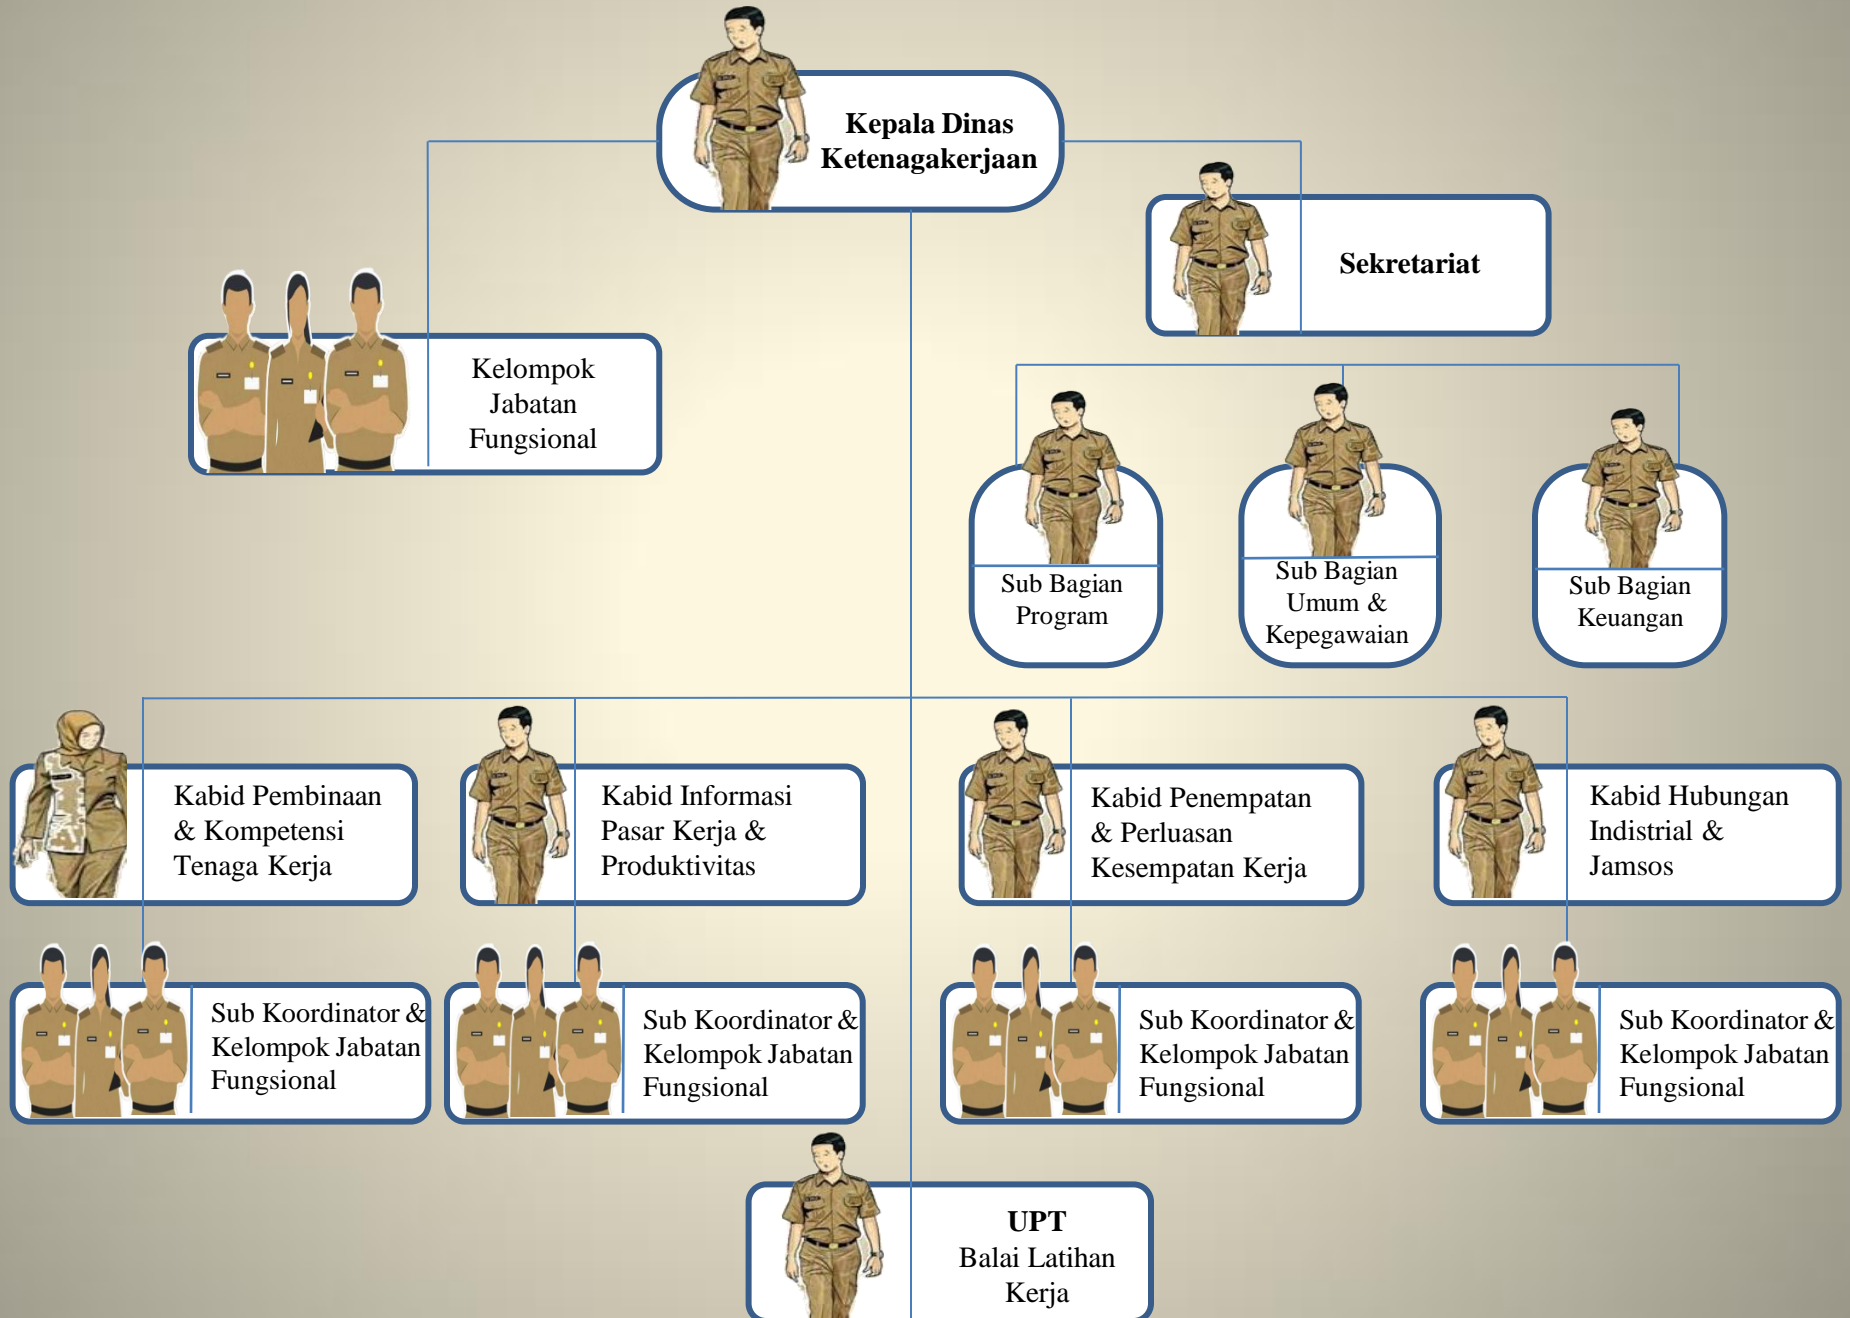 Kepala Dinas
Ketenagakerjaan
Sekretariat
Kelompok
Jabatan
Fungsional
Sub Bagian
Program
Sub Bagian
Umum &
Kepegawaian
Sub Bagian
Keuangan
Kabid Pembinaan
& Kompetensi
Tenaga Kerja
Kabid Informasi
Pasar Kerja &
Produktivitas
Kabid Penempatan
& Perluasan
Kesempatan Kerja
Kabid Hubungan
Indistrial &
Jamsos
Sub Koordinator &
Kelompok Jabatan
Fungsional
Sub Koordinator &
Kelompok Jabatan
Fungsional
Sub Koordinator &
Kelompok Jabatan
Fungsional
Sub Koordinator &
Kelompok Jabatan
Fungsional
UPT
Balai Latihan
Kerja